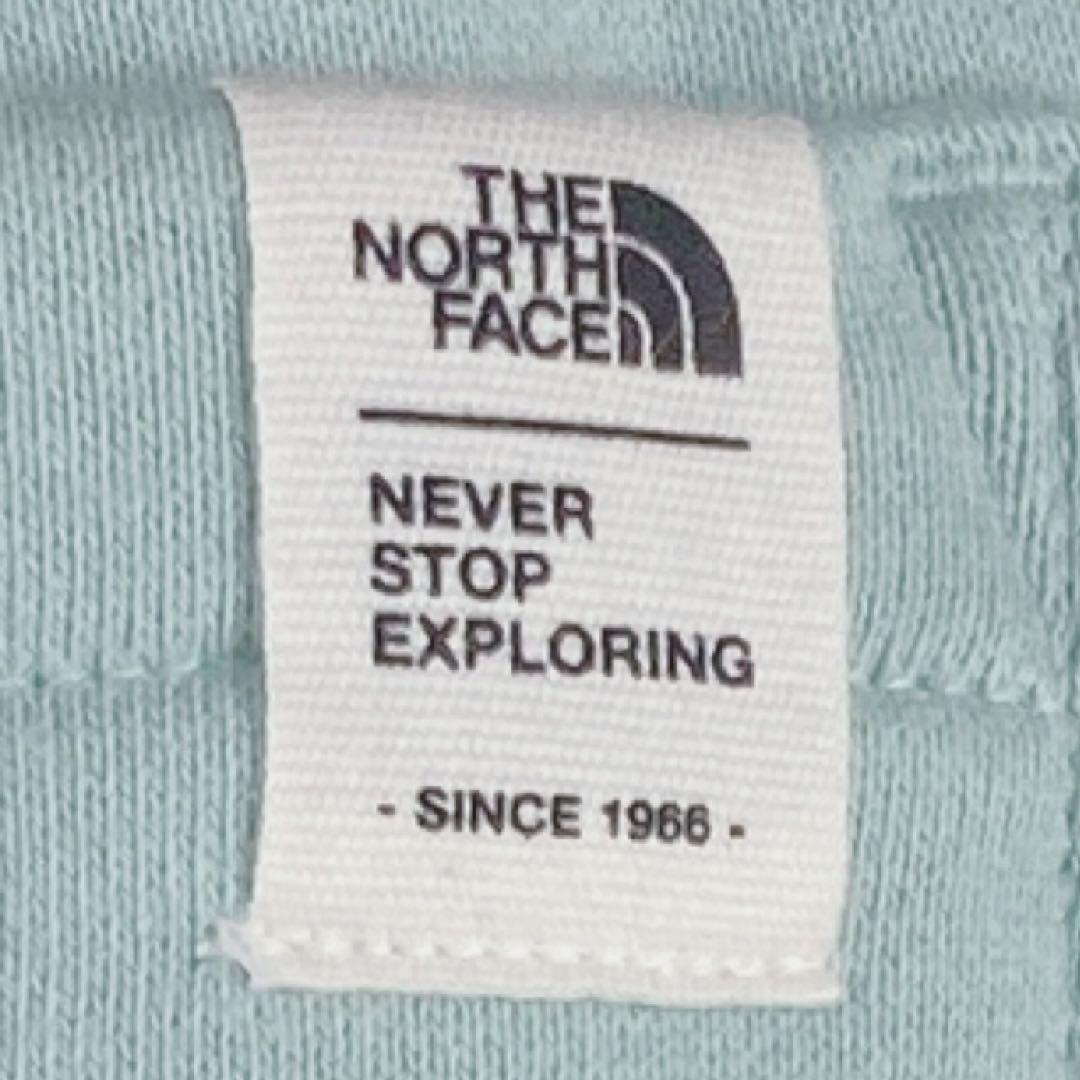 THE
NORTH
FACE
NEVER
STOP
EXPLORING
- SINCE 1966 -